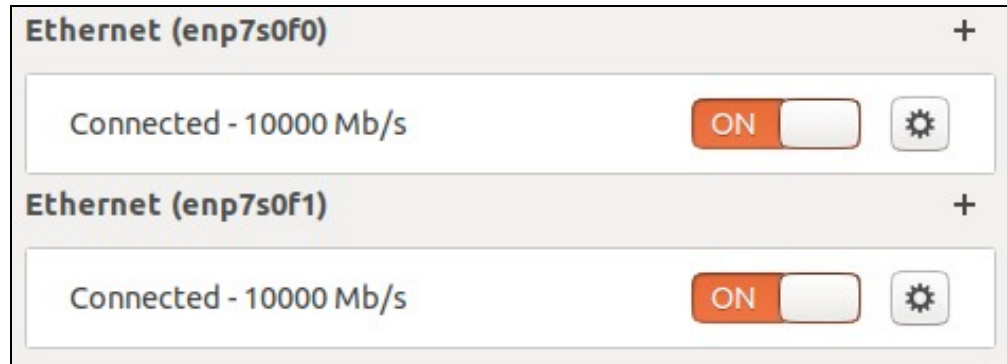 Ethernet (enp7s0f0) +
Connected - 10000 Mb/s ON
Ethernet (enp7s0f1) +
Connected - 10000 Mb/s ON